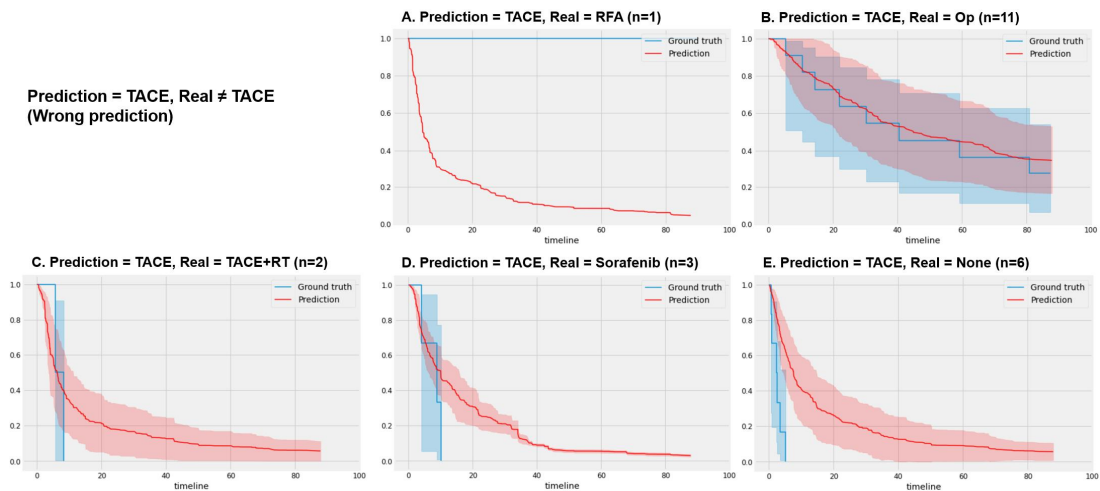 Prediction = TACE, Real ≠ TACE
(Wrong prediction)
A. Prediction = TACE, Real = RFA (n=1)
1.0
0.8
0.6
0.4
0.2
0.0
0
20
40
60
80
100
timeline
Ground truth
Prediction
B. Prediction = TACE, Real = Op (n=11)
1.0
0.8
0.6
0.4
0.2
0.0
0
20
40
60
80
100
timeline
Ground truth
Prediction
C. Prediction = TACE, Real = TACE+RT (n=2)
1.0
0.8
0.6
0.4
0.2
0.0
0
20
40
60
80
100
timeline
Ground truth
Prediction
D. Prediction = TACE, Real = Sorafenib (n=3)
1.0
0.8
0.6
0.4
0.2
0.0
0
20
40
60
80
100
timeline
Ground truth
Prediction
E. Prediction = TACE, Real = None (n=6)
1.0
0.8
0.6
0.4
0.2
0.0
0
20
40
60
80
100
timeline
Ground truth
Prediction